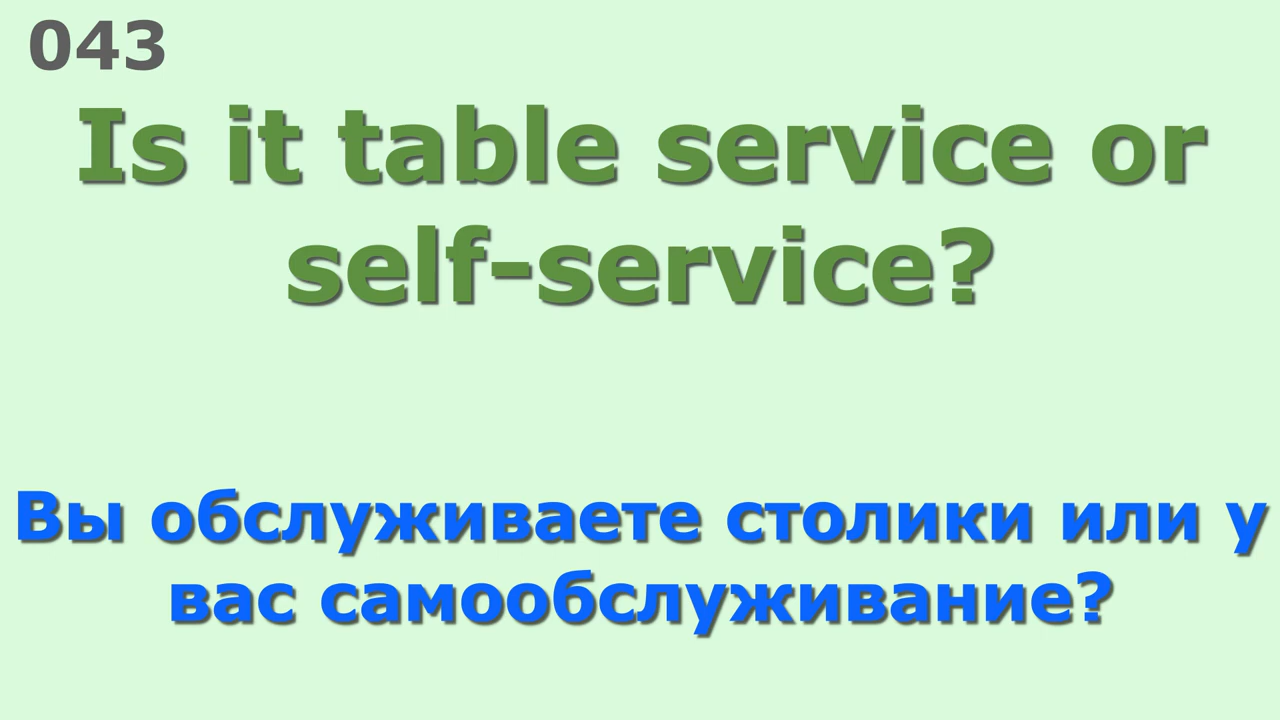 043
Is it table service or
self-service?
Вы обслуживаете столики или у
вас самообслуживание?